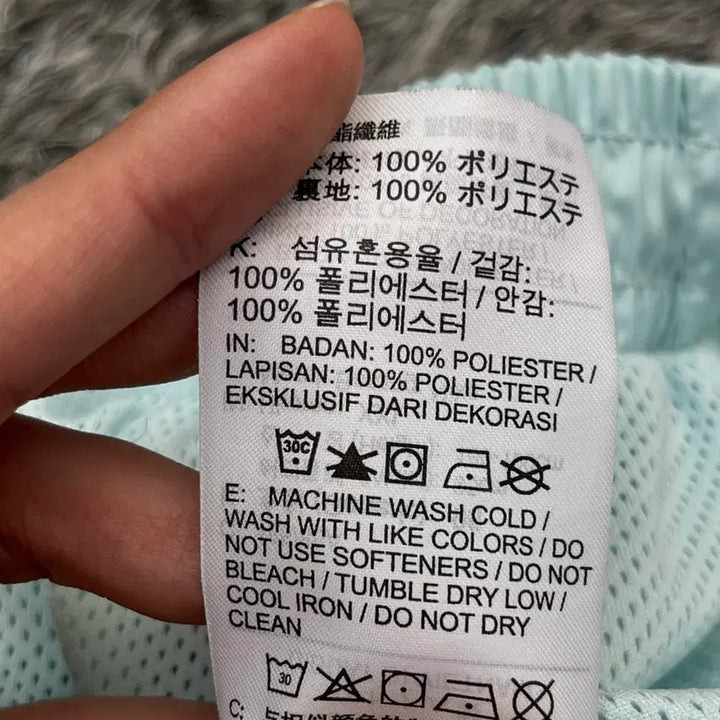 酯纖維
本体: 100% ポリエステ
裏地: 100% ポリエステ
K: 섬유혼용율 / 겉감:
100% 폴리에스터 / 안감:
100% 폴리에스터
IN: BADAN: 100% POLIESTER /
LAPISAN: 100% POLIESTER /
EKSKLUSIF DARI DEKORASI
30C
E: MACHINE WASH COLD /
WASH WITH LIKE COLORS / DO
NOT USE SOFTENERS / DO NOT
BLEACH / TUMBLE DRY LOW /
COOL IRON / DO NOT DRY
CLEAN
30
C: